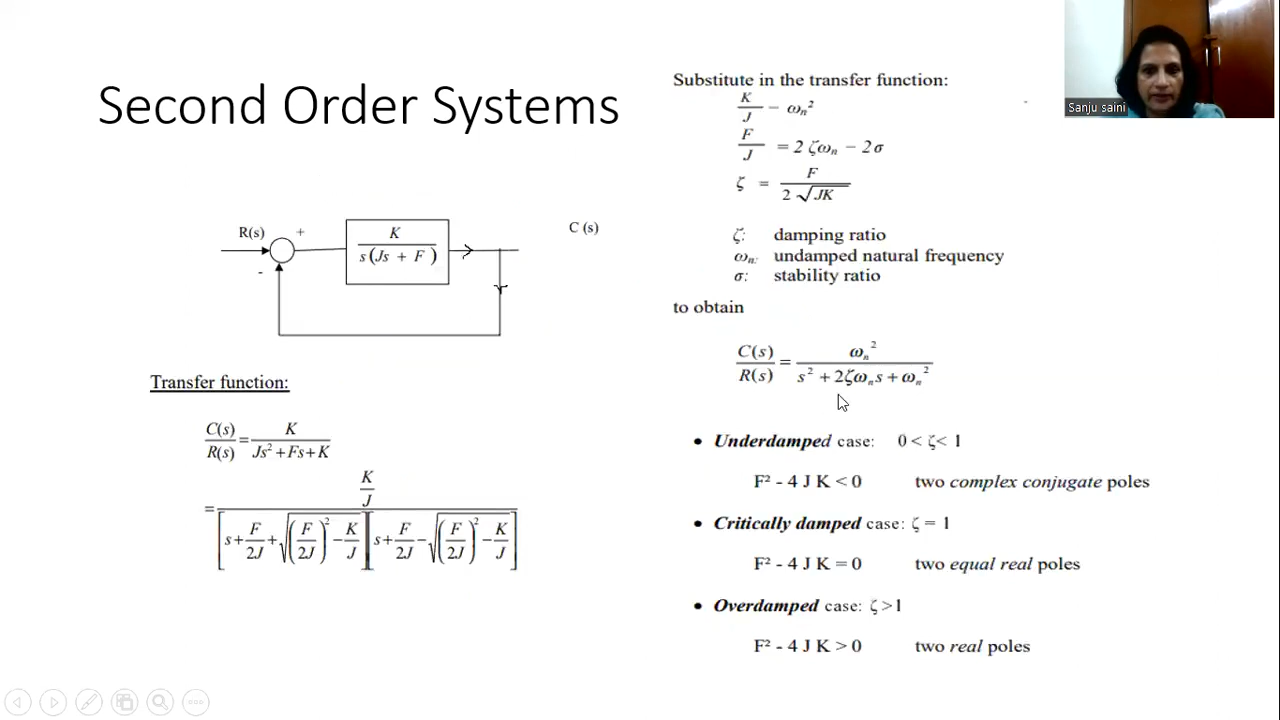 Second Order Systems
R(s) +
-
K
s(Js + F )
C (s)
Transfer function:
C(s)/R(s) = K/(Js²+Fs+K)
= (K/J)/([s+F/2J+√((F/2J)²−K/J)][s+F/2J−√((F/2J)²−K/J)])
Substitute in the transfer function:
K/J − ωn²
F/J = 2 ζωn − 2σ
ζ = F/(2 √JK)
ζ: damping ratio
ωn: undamped natural frequency
σ: stability ratio
to obtain
C(s)/R(s) = ωn²/(s² + 2ζωns + ωn²)
• Underdamped case: 0 < ζ< 1
F² - 4 J K < 0 two complex conjugate poles
• Critically damped case: ζ = 1
F² - 4 J K = 0 two equal real poles
• Overdamped case: ζ >1
F² - 4 J K > 0 two real poles
Sanju saini